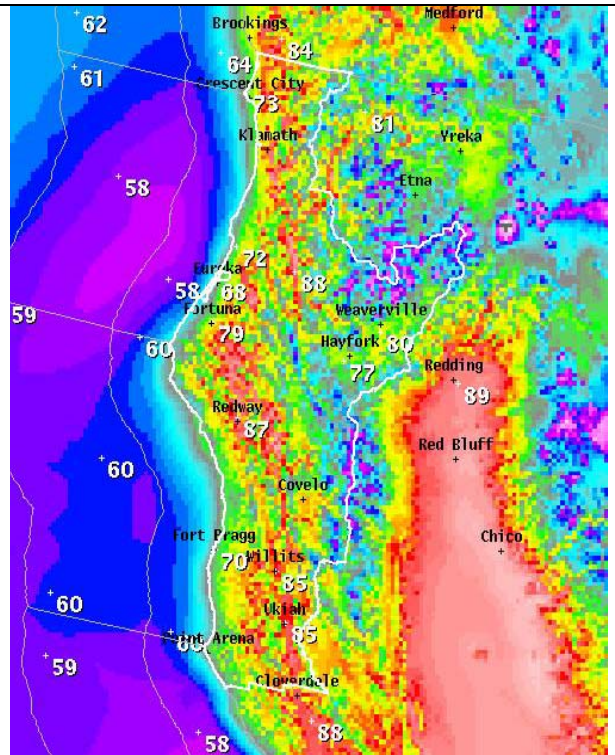 62
Medford
Brookings
84
64
61
Crescent City
73
81
Klamath
Yreka
58
Etna
72
Eureka
58
68
88
59
Fortuna
79
Weaverville
60
Hayfork
80
77
Redding
89
Redway
87
Red Bluff
60
Covelo
Fort Bragg
Chico
70
Willits
85
60
Ukiah
85
Point Arena
59
Cloverdale
88
58